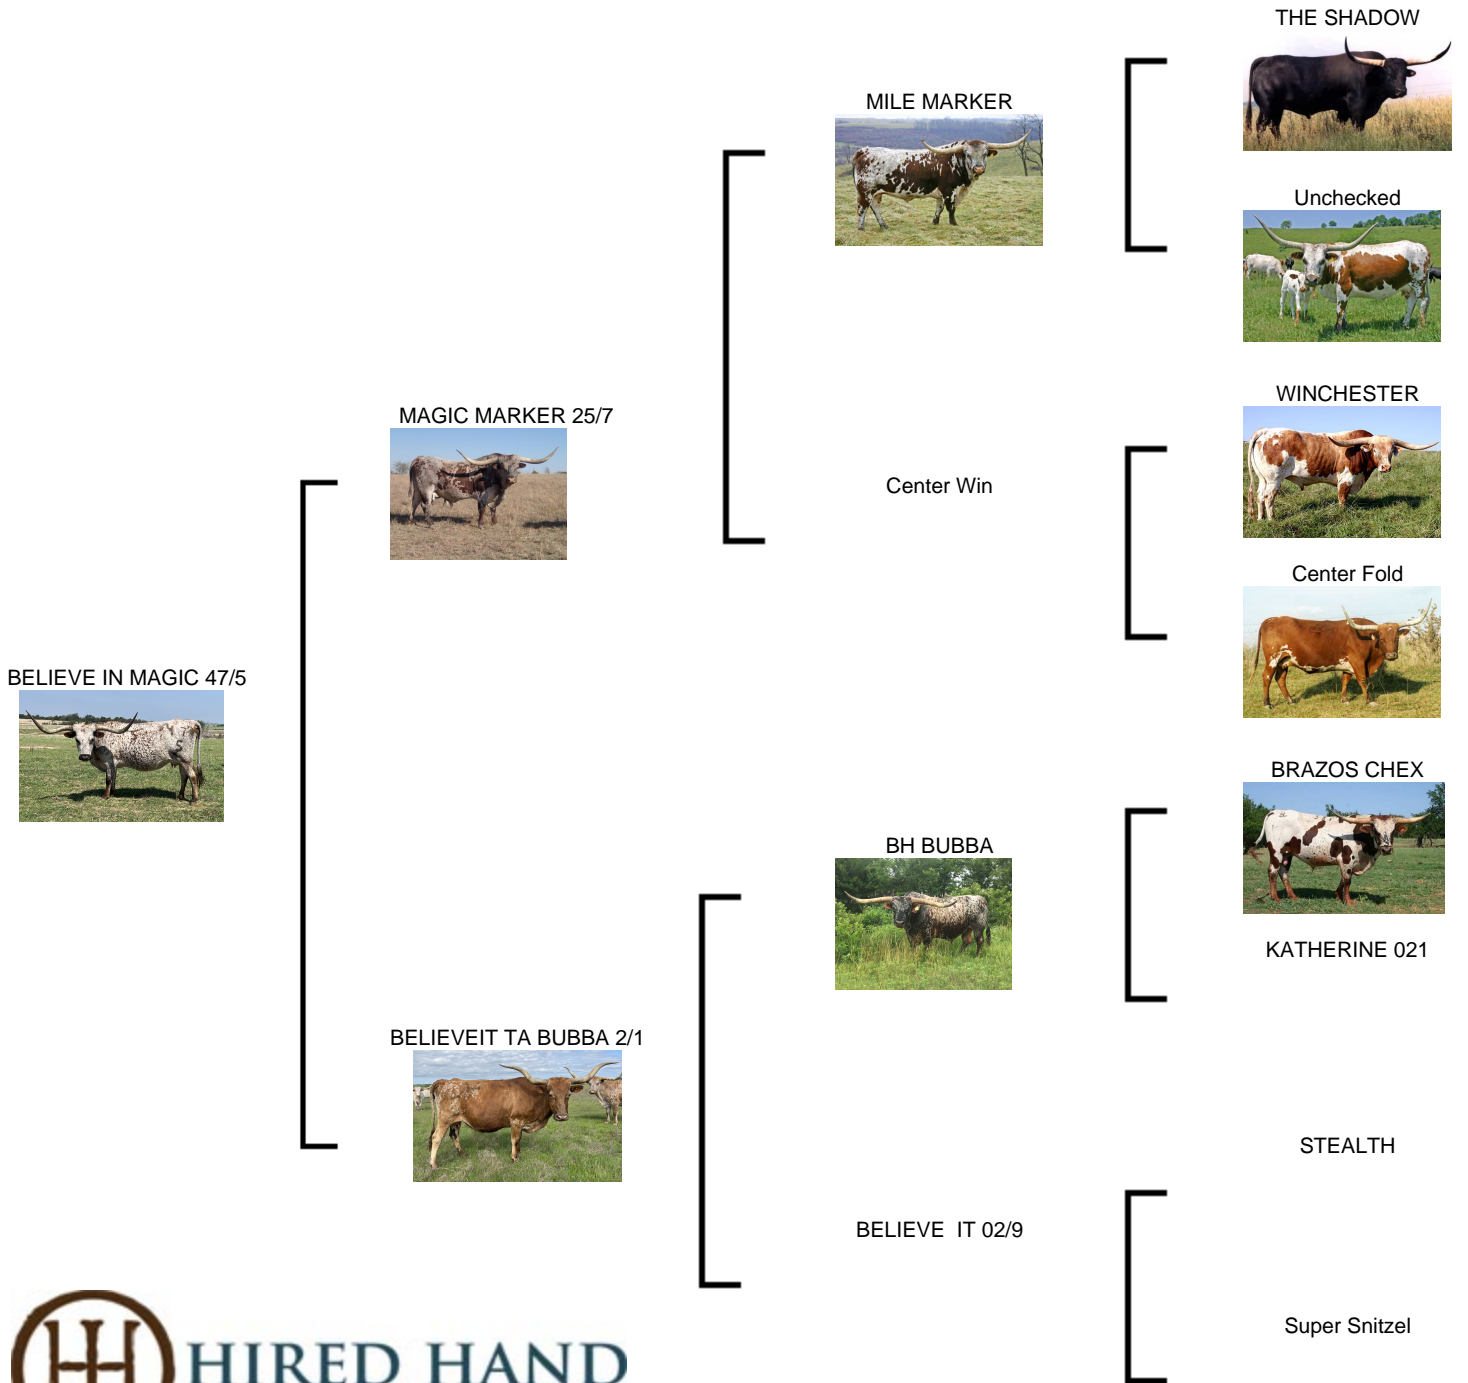 THE SHADOW
MILE MARKER
Unchecked
WINCHESTER
MAGIC MARKER 25/7
Center Win
Center Fold
BELIEVE IN MAGIC 47/5
BRAZOS CHEX
BH BUBBA
KATHERINE 021
BELIEVEIT TA BUBBA 2/1
STEALTH
BELIEVE  IT 02/9
Super Snitzel
HIRED HAND